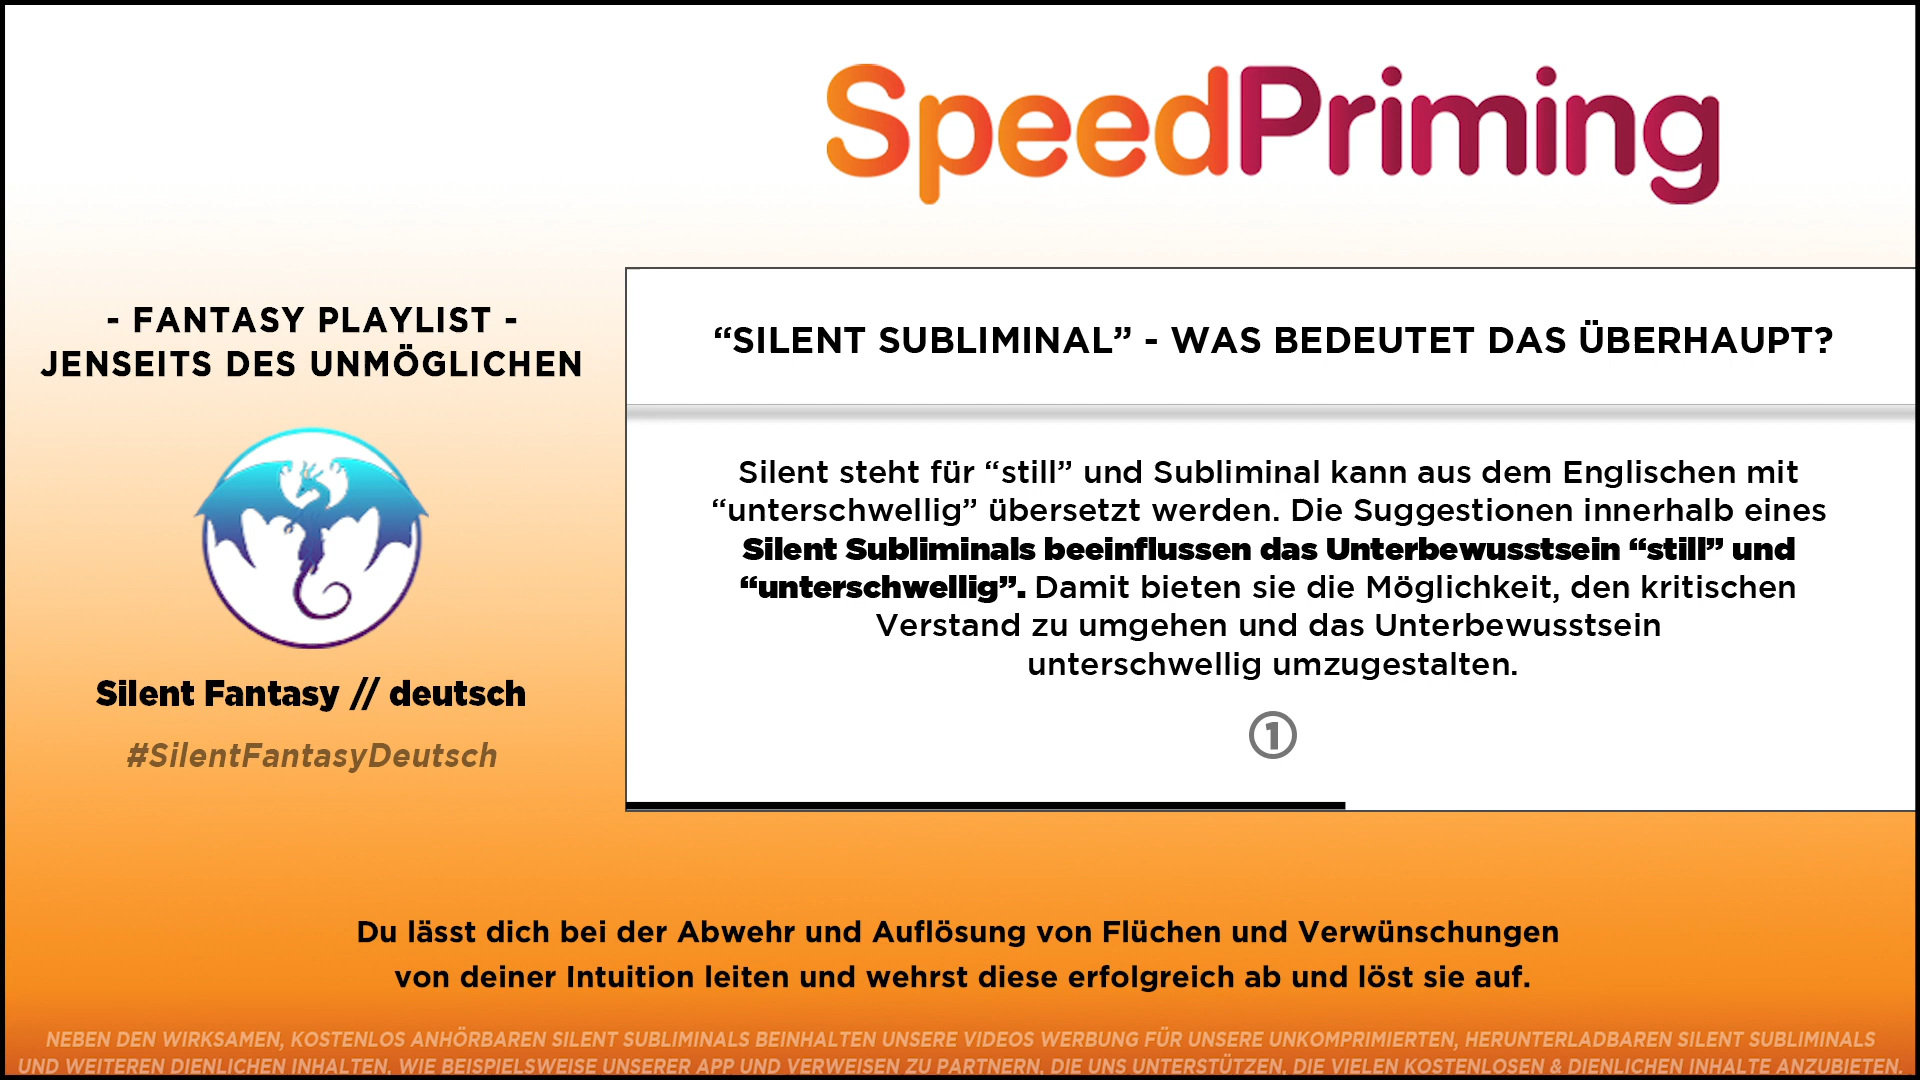 SpeedPriming
- FANTASY PLAYLIST -
JENSEITS DES UNMÖGLICHEN
Silent Fantasy // deutsch
#SilentFantasyDeutsch
“SILENT SUBLIMINAL” - WAS BEDEUTET DAS ÜBERHAUPT?
Silent steht für “still” und Subliminal kann aus dem Englischen mit
“unterschwellig” übersetzt werden. Die Suggestionen innerhalb eines
Silent Subliminals beeinflussen das Unterbewusstsein “still” und
“unterschwellig”. Damit bieten sie die Möglichkeit, den kritischen
Verstand zu umgehen und das Unterbewusstsein
unterschwellig umzugestalten.
①
Du lässt dich bei der Abwehr und Auflösung von Flüchen und Verwünschungen
von deiner Intuition leiten und wehrst diese erfolgreich ab und löst sie auf.
NEBEN DEN WIRKSAMEN, KOSTENLOS ANHÖRBAREN SILENT SUBLIMINALS BEINHALTEN UNSERE VIDEOS WERBUNG FÜR UNSERE UNKOMPRIMIERTEN, HERUNTERLADBAREN SILENT SUBLIMINALS
UND WEITEREN DIENLICHEN INHALTEN, WIE BEISPIELSWEISE UNSERER APP UND VERWEISEN ZU PARTNERN, DIE UNS UNTERSTÜTZEN, DIE VIELEN KOSTENLOSEN & DIENLICHEN INHALTE ANZUBIETEN.